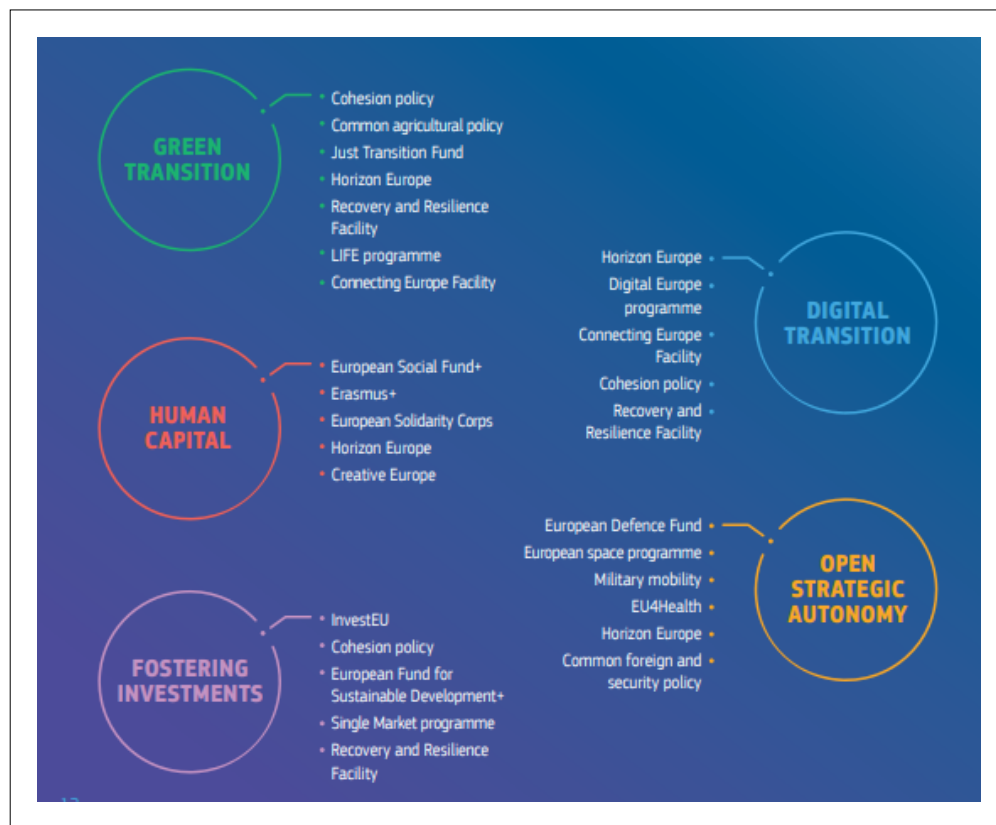 GREEN
TRANSITION
• Cohesion policy
• Common agricultural policy
• Just Transition Fund
• Horizon Europe
• Recovery and Resilience
Facility
• LIFE programme
• Connecting Europe Facility
Horizon Europe •
Digital Europe •
programme
Connecting Europe •
Facility
Cohesion policy •
Recovery and •
Resilience Facility
DIGITAL
TRANSITION
HUMAN
CAPITAL
• European Social Fund+
• Erasmus+
• European Solidarity Corps
• Horizon Europe
• Creative Europe
European Defence Fund •
European space programme •
Military mobility •
EU4Health •
Horizon Europe •
Common foreign and •
security policy
OPEN
STRATEGIC
AUTONOMY
FOSTERING
INVESTMENTS
• InvestEU
• Cohesion policy
• European Fund for
Sustainable Development+
• Single Market programme
• Recovery and Resilience
Facility